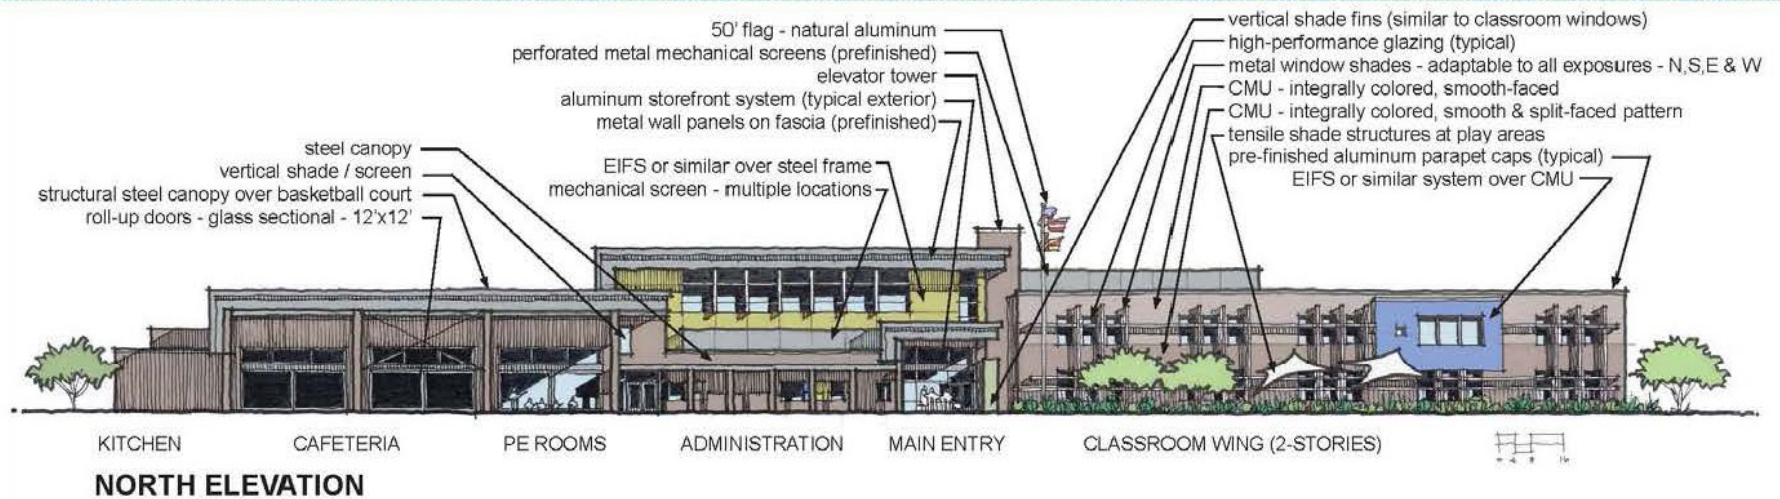 50' flag - natural aluminum
perforated metal mechanical screens (prefinished)
elevator tower
aluminum storefront system (typical exterior)
metal wall panels on fascia (prefinished)
steel canopy
vertical shade / screen
structural steel canopy over basketball court
roll-up doors - glass sectional - 12'x12'
EIFS or similar over steel frame
mechanical screen - multiple locations
vertical shade fins (similar to classroom windows)
high-performance glazing (typical)
metal window shades - adaptable to all exposures - N,S,E & W
CMU - integrally colored, smooth-faced
CMU - integrally colored, smooth & split-faced pattern
tensile shade structures at play areas
pre-finished aluminum parapet caps (typical)
EIFS or similar system over CMU
KITCHEN CAFETERIA PE ROOMS ADMINISTRATION MAIN ENTRY CLASSROOM WING (2-STORIES)
NORTH ELEVATION